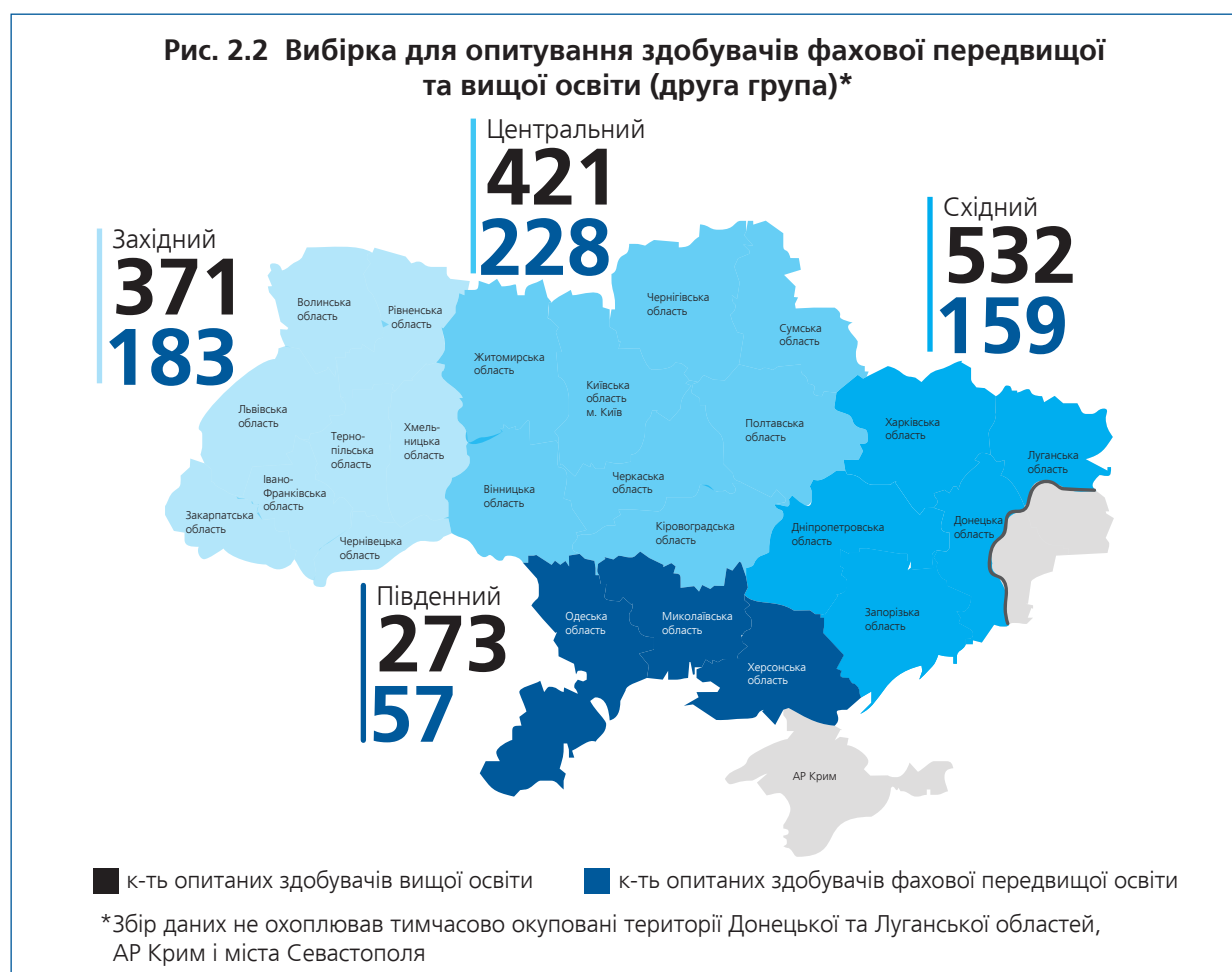 Рис. 2.2 Вибірка для опитування здобувачів фахової передвищої
та вищої освіти (друга група)*
Центральний
421
228
Східний
532
159
Західний
371
183
Волинська
область
Рівненська
область
Чернігівська
область
Сумська
область
Житомирська
область
Київська
область
м. Київ
Львівська
область
Терно-
пільська
область
Хмель-
ницька
область
Полтавська
область
Харківська
область
Луганська
область
Івано-
Франківська
область
Вінницька
область
Черкаська
область
Закарпатська
область
Чернівецька
область
Кіровоградська
область
Дніпропетровська
область
Донецька
область
Південний
273
57
Одеська
область
Миколаївська
область
Запорізька
область
Херсонська
область
АР Крим
к-ть опитаних здобувачів вищої освіти
к-ть опитаних здобувачів фахової передвищої освіти
*Збір даних не охоплював тимчасово окуповані території Донецької та Луганської областей,
АР Крим і міста Севастополя